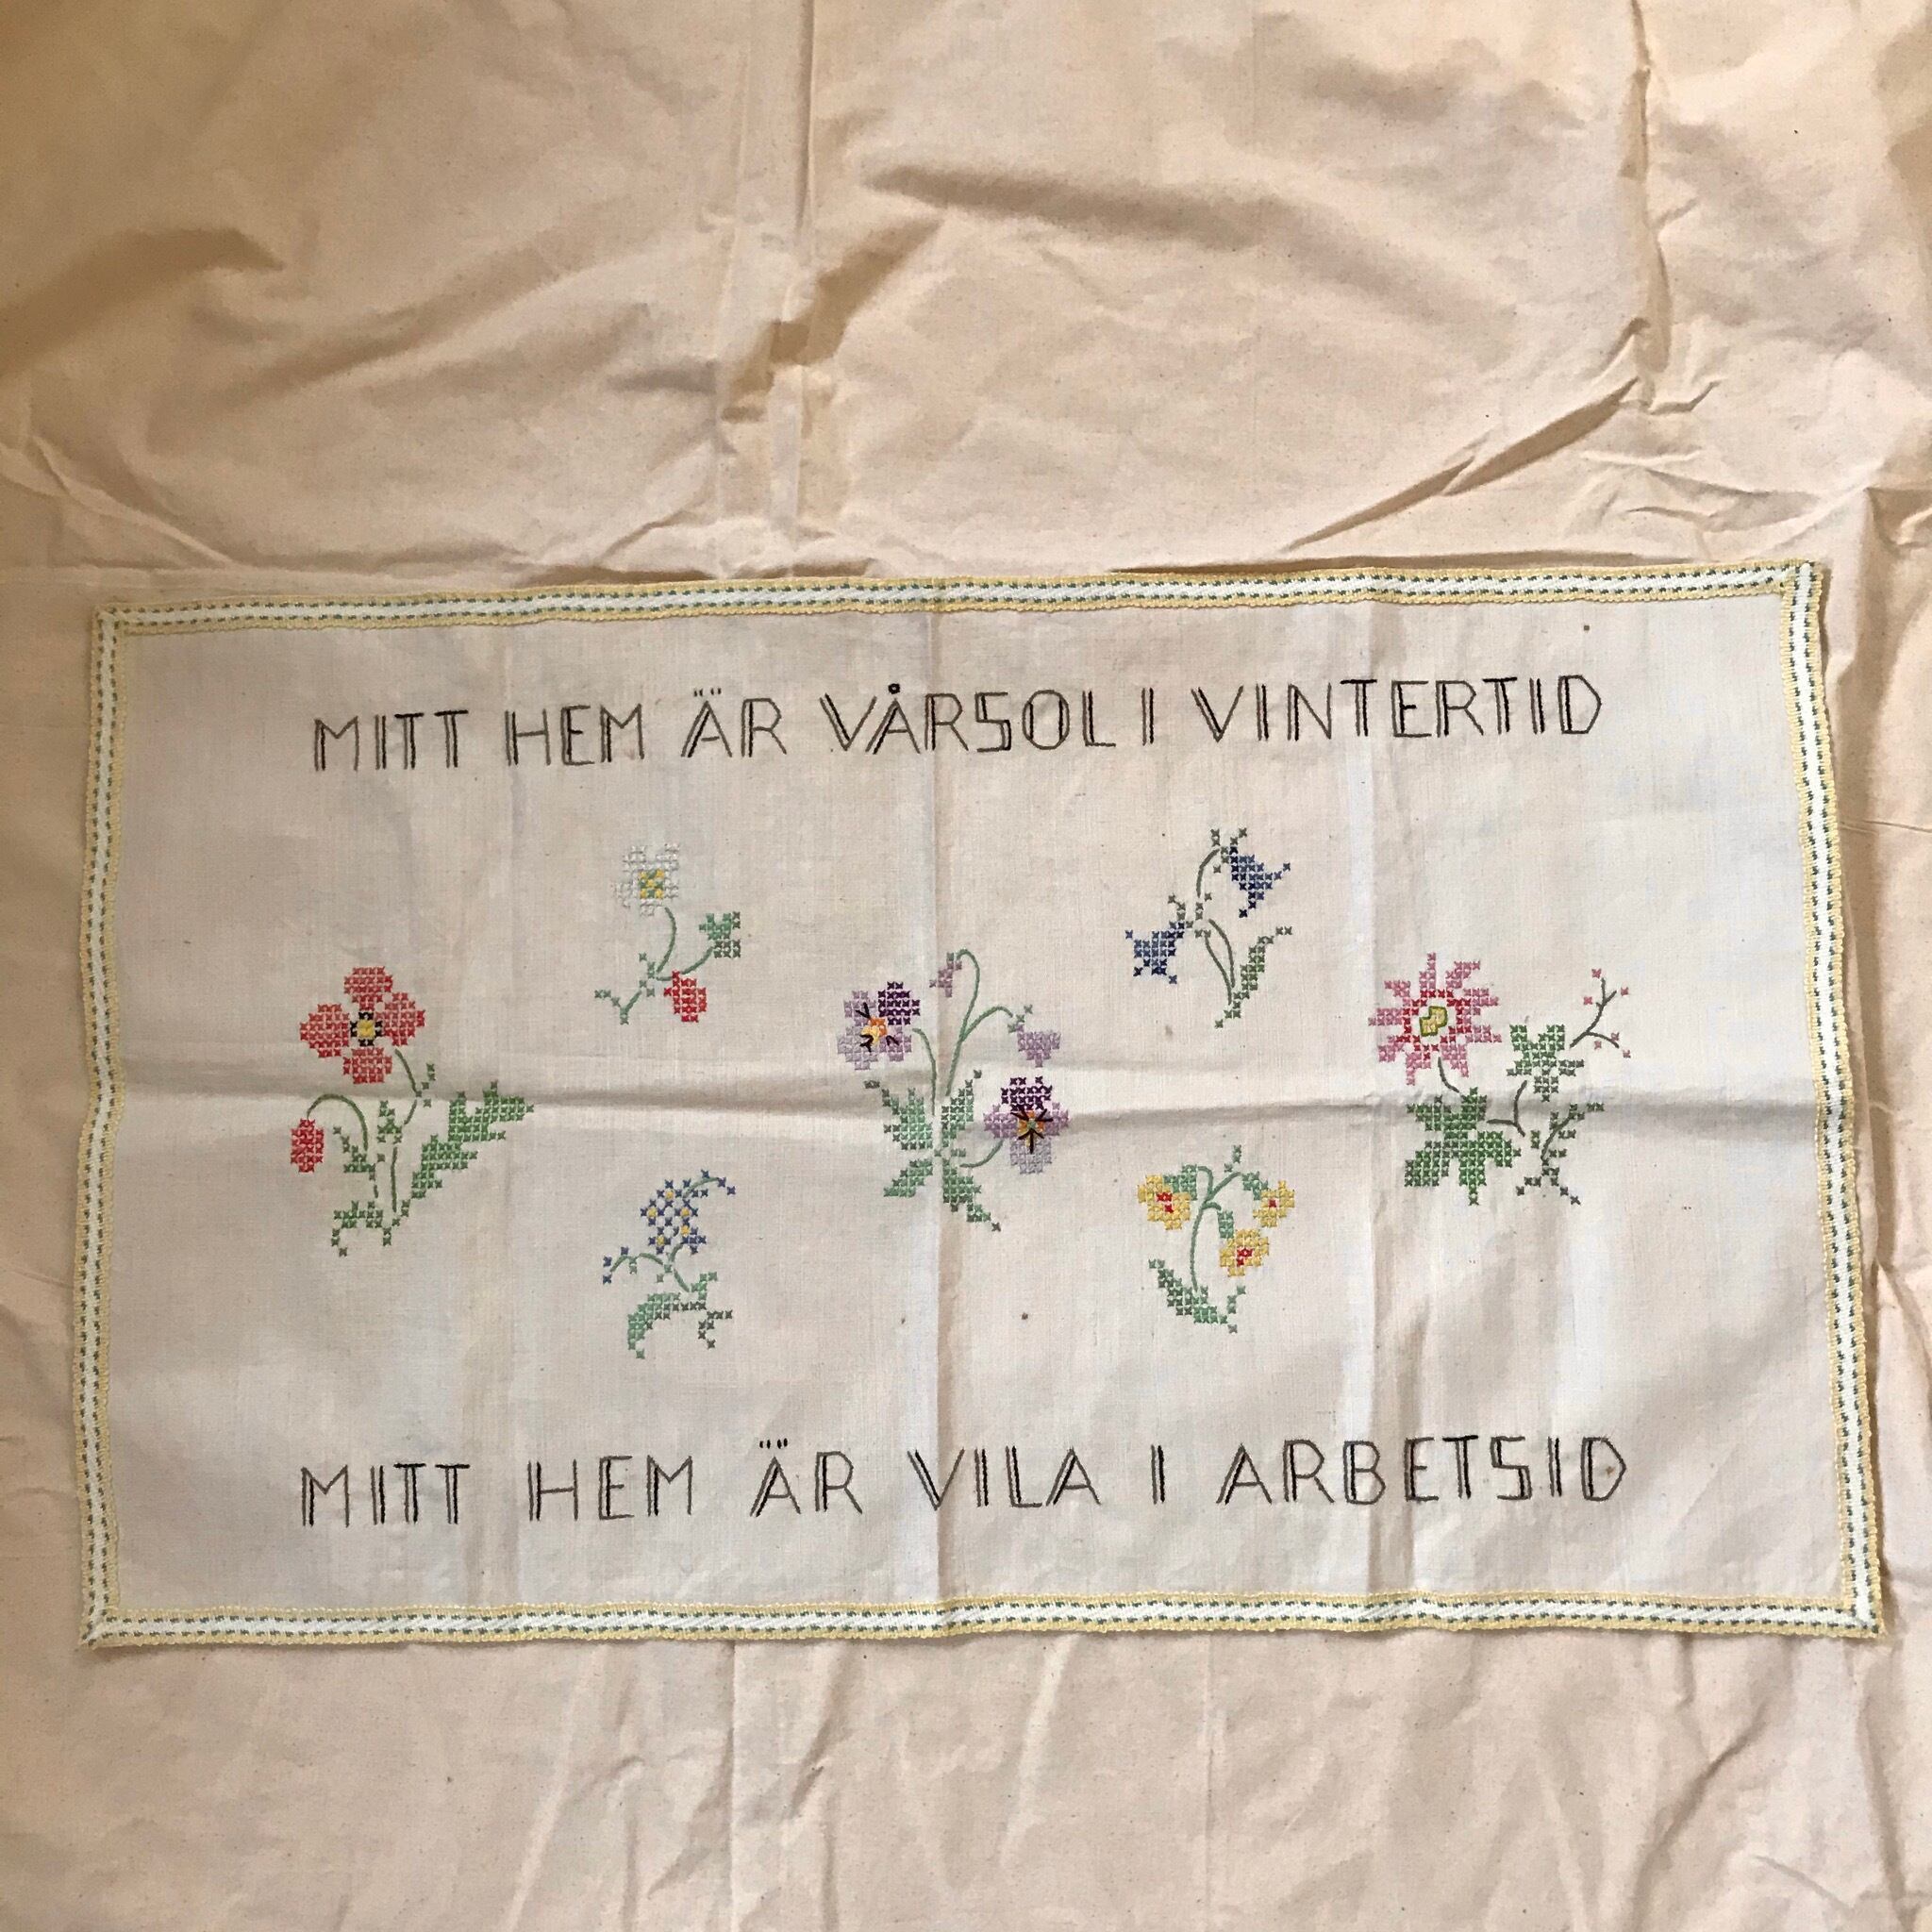 MITT HEM ÄR VÅRSOL I VINTERTID
MITT HEM ÄR VILA I ARBETSID